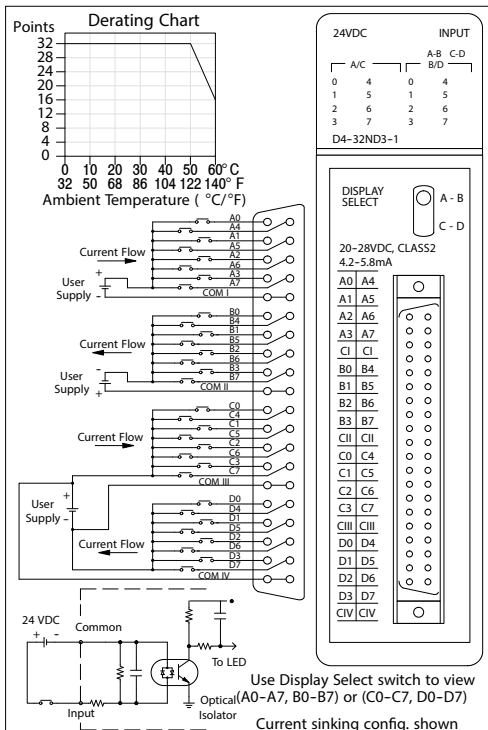 Derating Chart
Points
32
28
24
20
16
12
8
4
0
0 10 20 30 40 50 60°C
32 50 68 86 104 122 140°F
Ambient Temperature ( °C/°F)
A0
A4
A1
A5
A2
A6
A3
A7
COM I
Current Flow
+
User
Supply -
B0
B4
B1
B5
B2
B6
B3
B7
COM II
Current Flow
-
User
Supply
+
C0
C4
C1
C5
C2
C6
C3
C7
COM III
Current Flow
+
User
Supply -
D0
D4
D1
D5
D2
D6
D3
D7
COM IV
Current Flow
24 VDC
+ -
Common
Input
To LED
Optical
Isolator
24VDC INPUT
A-B C-D
A/C B/D
0 4 0 4
1 5 1 5
2 6 2 6
3 7 3 7
D4-32ND3-1
DISPLAY
SELECT
A - B
C - D
20-28VDC, CLASS2
4.2-5.8mA
A0 A4
A1 A5
A2 A6
A3 A7
CI CI
B0 B4
B1 B5
B2 B6
B3 B7
CII CII
C0 C4
C1 C5
C2 C6
C3 C7
CIII CIII
D0 D4
D1 D5
D2 D6
D3 D7
CIV CIV
Use Display Select switch to view
(A0-A7, B0-B7) or (C0-C7, D0-D7)
Current sinking config. shown